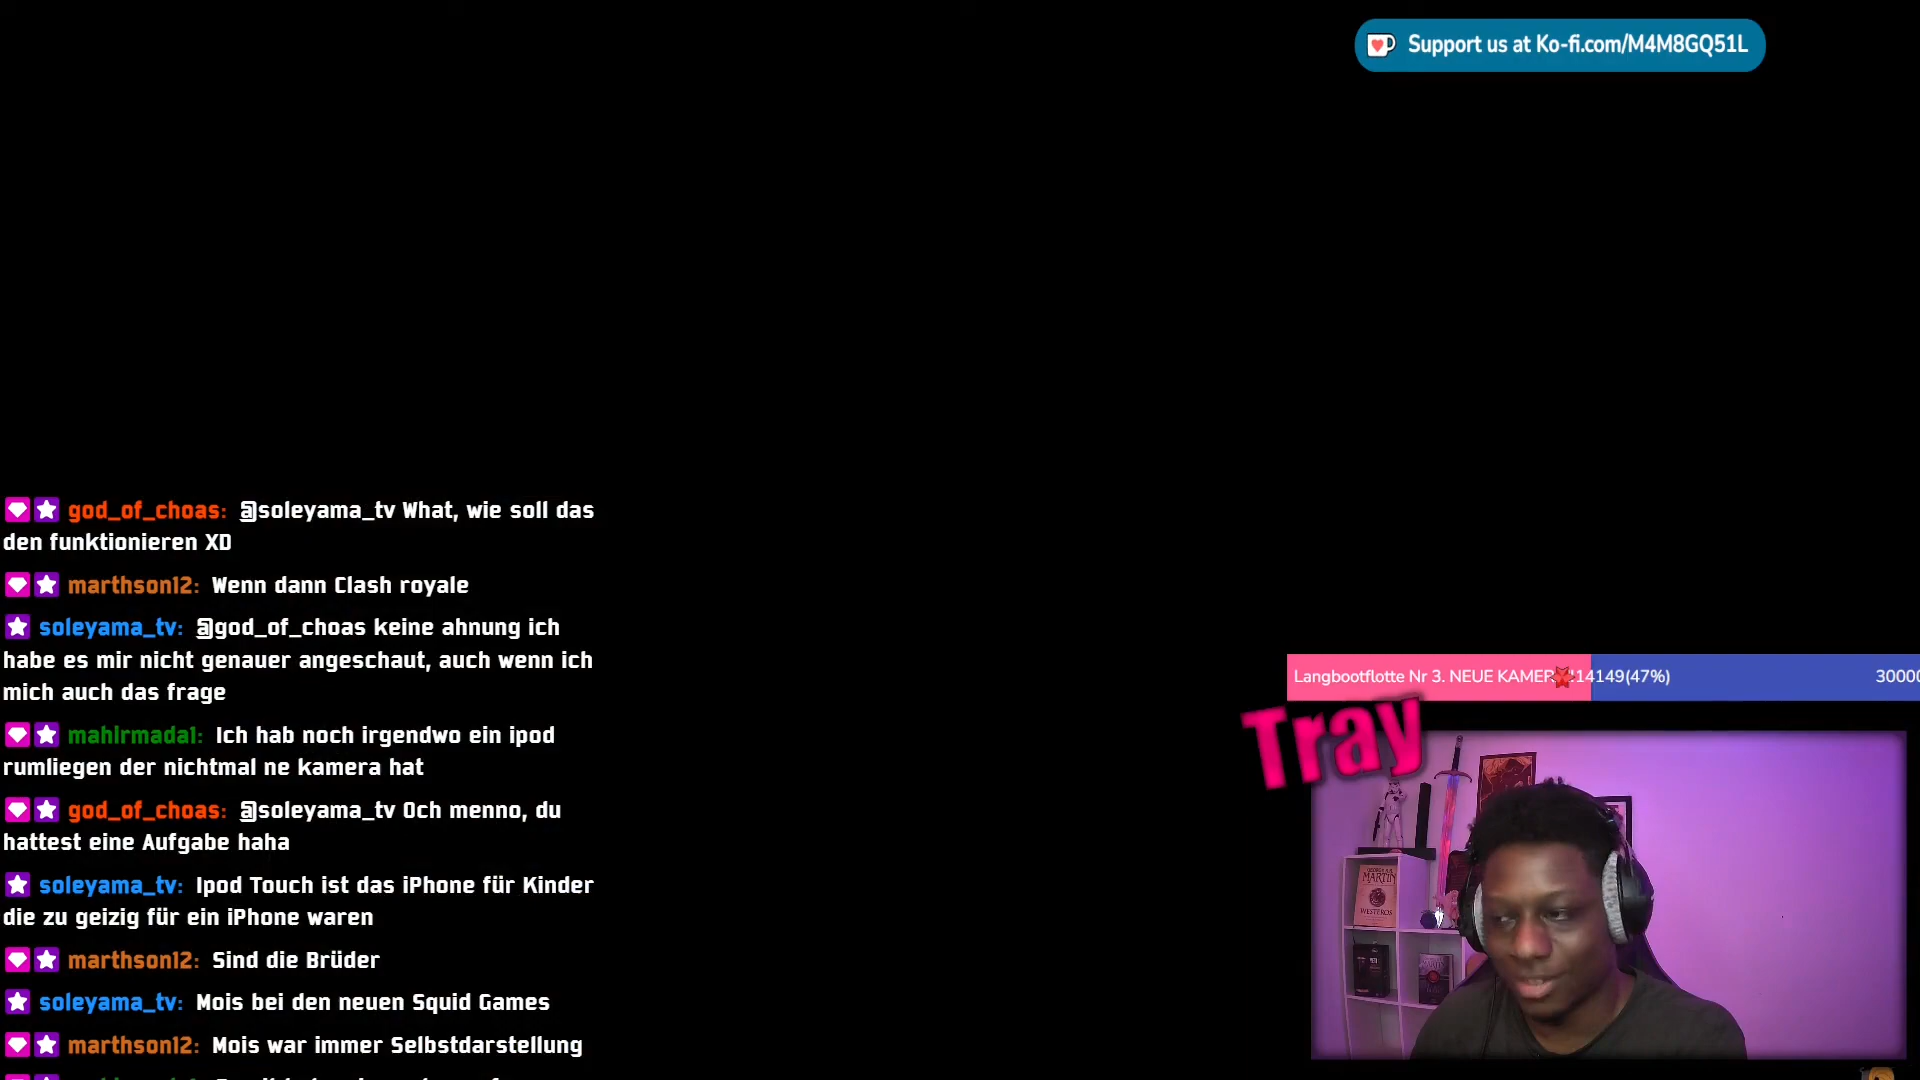 Support us at Ko-fi.com/M4M8GQ51L
god_of_choas: @soleyama_tv What, wie soll das
den funktionieren XD
marthson12: Wenn dann Clash royale
soleyama_tv: @god_of_choas keine ahnung ich
habe es mir nicht genauer angeschaut, auch wenn ich
mich auch das frage
mah1rmada1: Ich hab noch irgendwo ein ipod
rumliegen der nichtmal ne kamera hat
god_of_choas: @soleyama_tv Och menno, du
hattest eine Aufgabe haha
soleyama_tv: Ipod Touch ist das iPhone für Kinder
die zu geizig für ein iPhone waren
marthson12: Sind die Brüder
soleyama_tv: Mois bei den neuen Squid Games
marthson12: Mois war immer Selbstdarstellung
Langbootflotte Nr 3. NEUE 14149(47%)
30000
Tray
MARTIN
WESTEROS